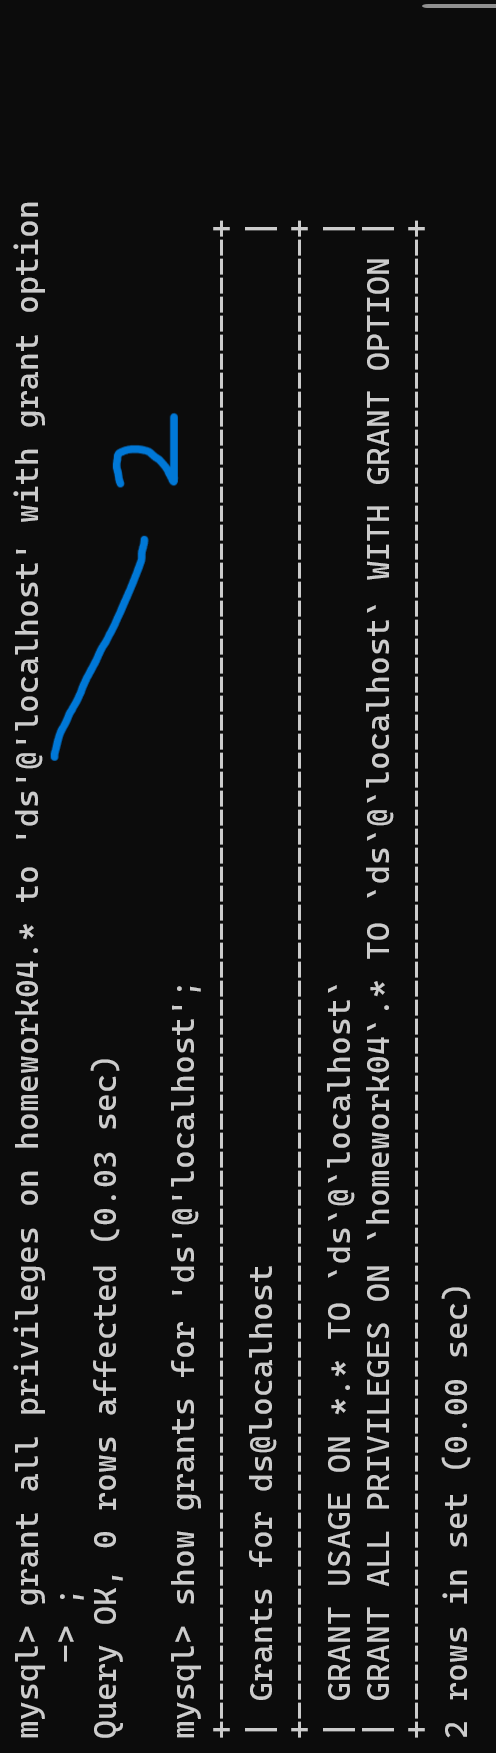 mysql> grant all privileges on homework04.* to 'ds'@'localhost' with grant option
    -> ;
Query OK, 0 rows affected (0.03 sec)
2
mysql> show grants for 'ds'@'localhost';
+-----------------------------------------------------------------------------+
| Grants for ds@localhost                                                     |
+-----------------------------------------------------------------------------+
| GRANT USAGE ON *.* TO `ds`@`localhost`                                      |
| GRANT ALL PRIVILEGES ON `homework04`.* TO `ds`@`localhost` WITH GRANT OPTION |
+-----------------------------------------------------------------------------+
2 rows in set (0.00 sec)